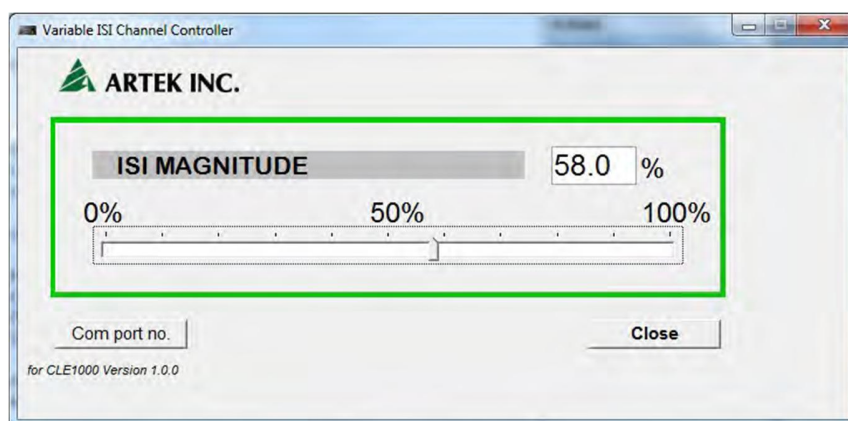 Variable ISI Channel Controller
ARTEK INC.
ISI MAGNITUDE 58.0 %
0% 50% 100%
Com port no. Close
for CLE1000 Version 1.0.0